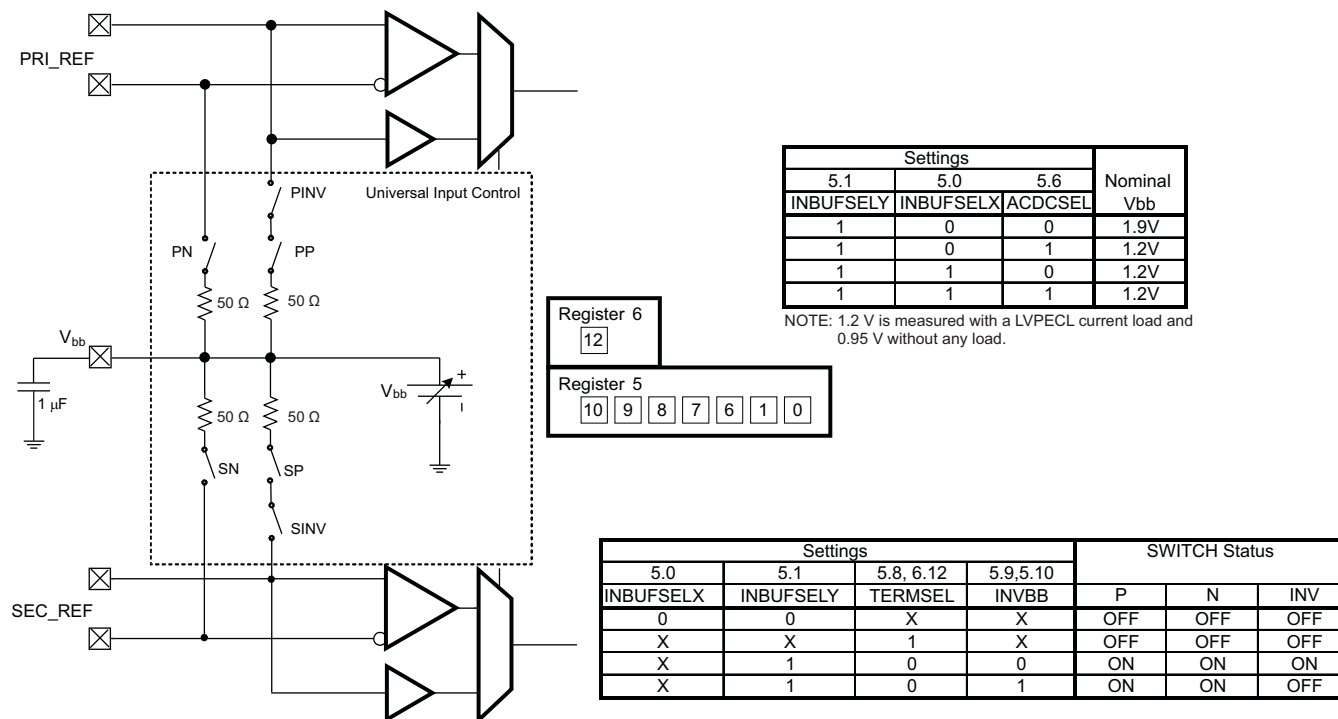 PRI_REF
PINV
Universal Input Control
PN
PP
50 Ω
50 Ω
Vbb
Vbb
+
1 µF
50 Ω
50 Ω
SN
SP
SINV
SEC_REF
Register 6
12
Register 5
10 9 8 7 6 1 0
Settings
Nominal Vbb
5.1 5.0 5.6
INBUFSELY INBUFSELX ACDCSEL
1 0 0 1.9V
1 0 1 1.2V
1 1 0 1.2V
1 1 1 1.2V
NOTE: 1.2 V is measured with a LVPECL current load and
0.95 V without any load.
Settings SWITCH Status
5.0 5.1 5.8, 6.12 5.9,5.10
INBUFSELX INBUFSELY TERMSEL INVBB P N INV
0 0 X X OFF OFF OFF
X X 1 X OFF OFF OFF
X 1 0 0 ON ON ON
X 1 0 1 ON ON OFF